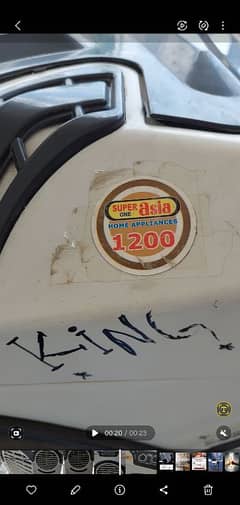 SUPER
ONE
asia
HOME APPLIANCES
1200
KING
00:20 / 00:23